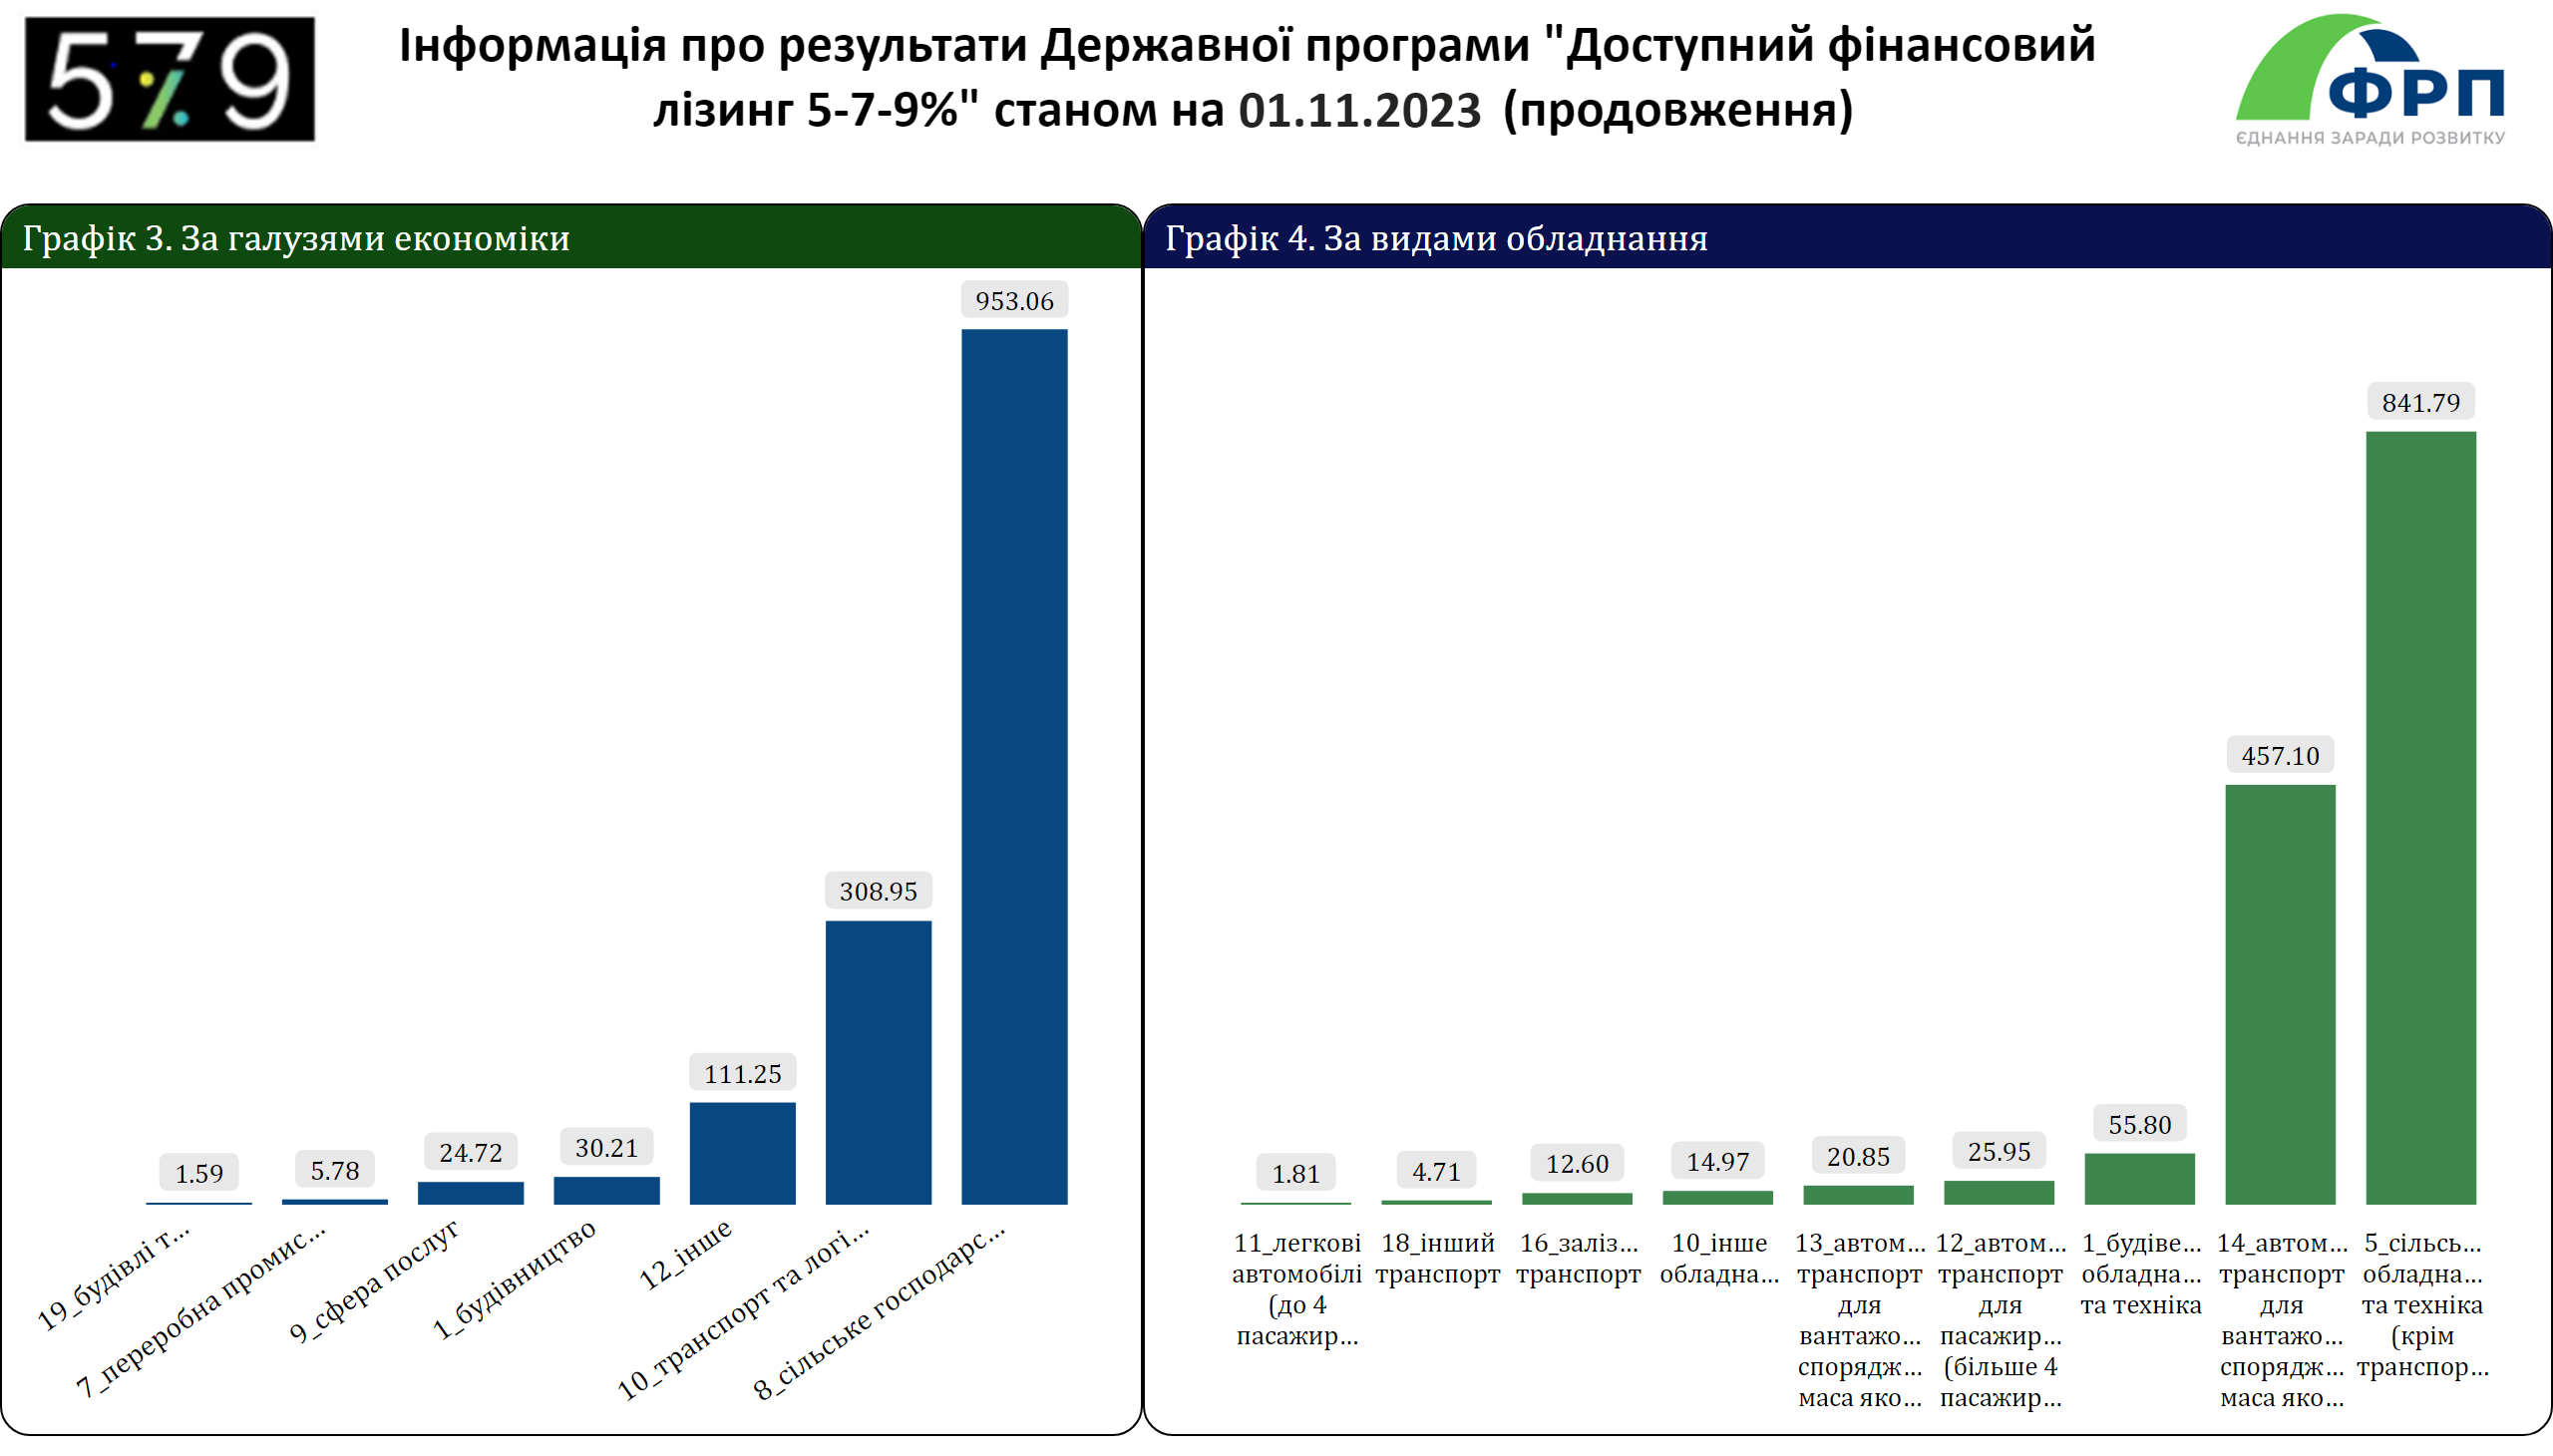 579
Інформація про результати Державної програми "Доступний фінансовий
лізинг 5-7-9%" станом на 01.11.2023 (продовження)
ФРП
ЄДНАННЯ ЗАРАДИ РОЗВИТКУ
Графік 3. За галузями економіки
953.06
308.95
111.25
30.21
24.72
5.78
1.59
19_будівлі т...
7_переробна промис...
9_сфера послуг
1_будівництво
12_інше
10_транспорт та логі...
8_сільське господарс...
Графік 4. За видами обладнання
841.79
457.10
55.80
25.95
20.85
14.97
12.60
4.71
1.81
11_легкові
автомобілі
(до 4
пасажир...
18_інший
транспорт
16_заліз...
транспорт
10_інше
обладна...
13_автом...
транспорт
для
вантажо...
спорядж...
маса яко...
12_автом...
транспорт
для
пасажир...
(більше 4
пасажир...
1_будіве...
обладна...
та техніка
14_автом...
транспорт
для
вантажо...
спорядж...
маса яко...
5_сільсь...
обладна...
та техніка
(крім
транспор...